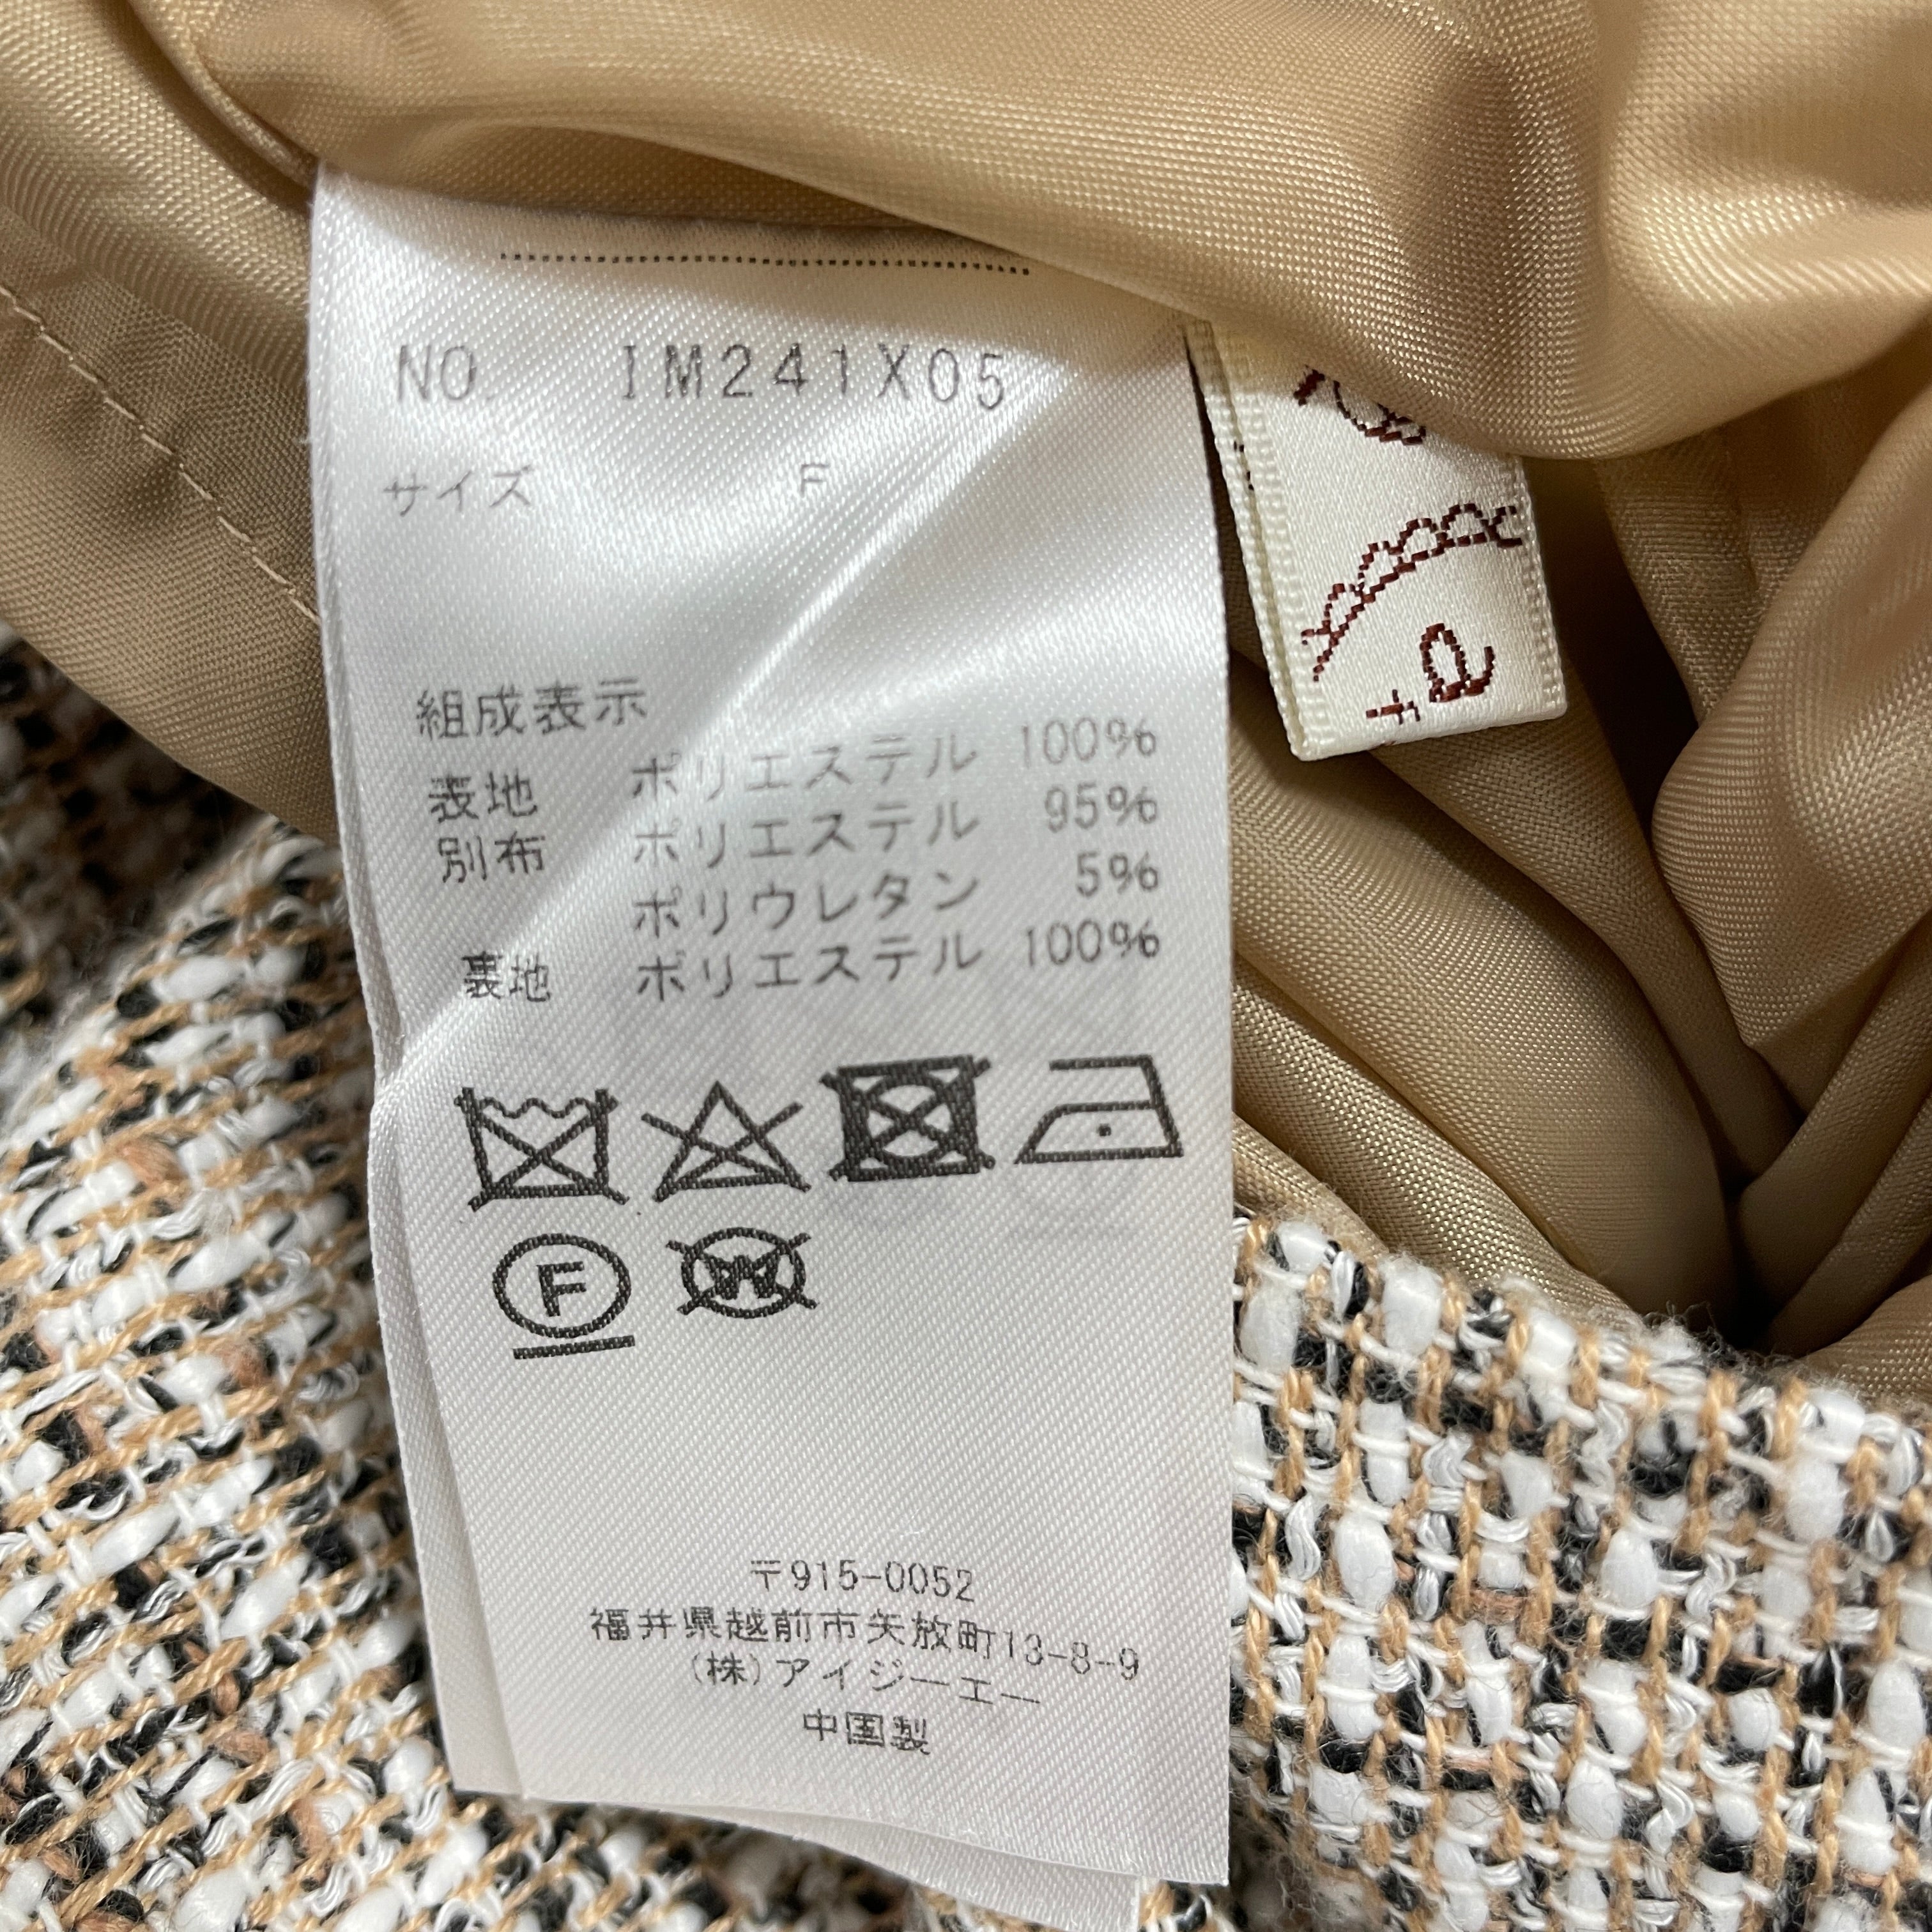 NO. IM241X05
サイズ F
組成表示
表地 ポリエステル 100%
別布 ポリエステル 95%
ポリウレタン 5%
裏地 ポリエステル 100%
F
W
〒915-0052
福井県越前市矢放町13-8-9
(株)アイジーエー
中国製